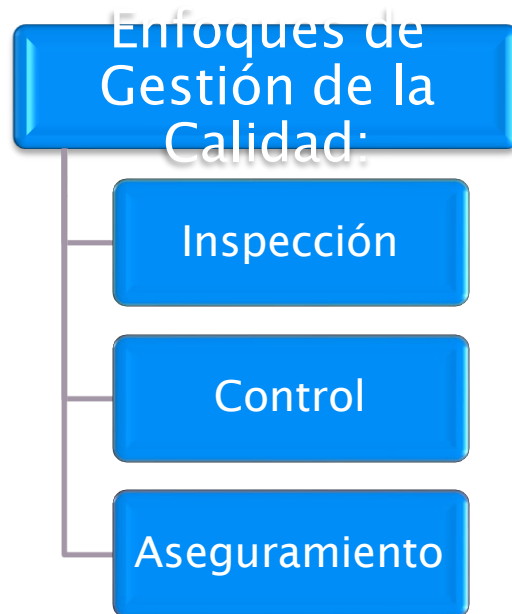 Enfoques de
Gestión de la
Calidad:
Inspección
Control
Aseguramiento